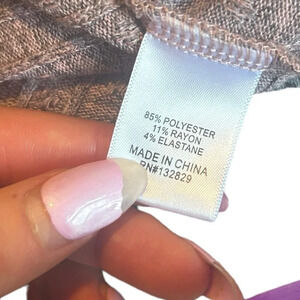 85% POLYESTER
11% RAYON
4% ELASTANE
MADE IN CHINA
RN#132829